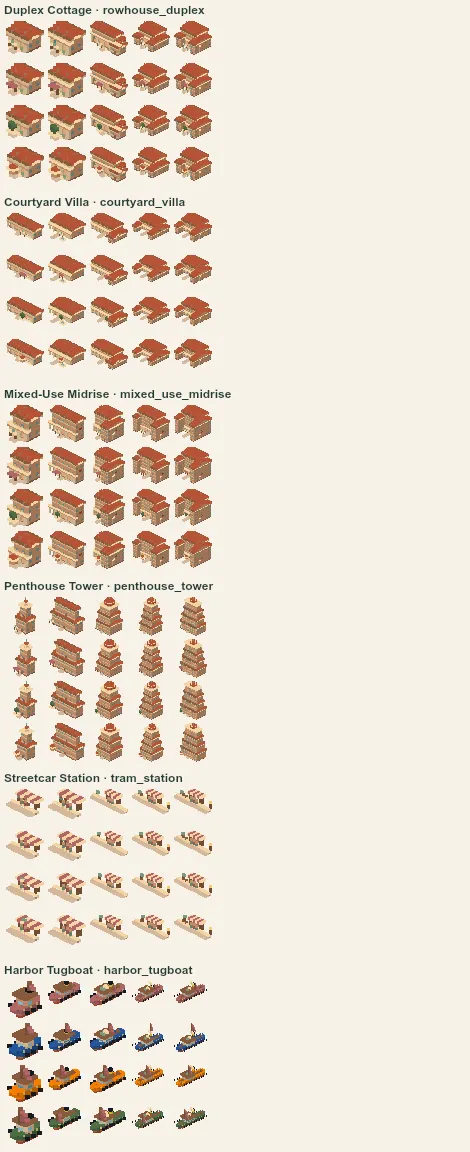 Duplex Cottage · rowhouse_duplex
Courtyard Villa · courtyard_villa
Mixed-Use Midrise · mixed_use_midrise
Penthouse Tower · penthouse_tower
Streetcar Station · tram_station
Harbor Tugboat · harbor_tugboat